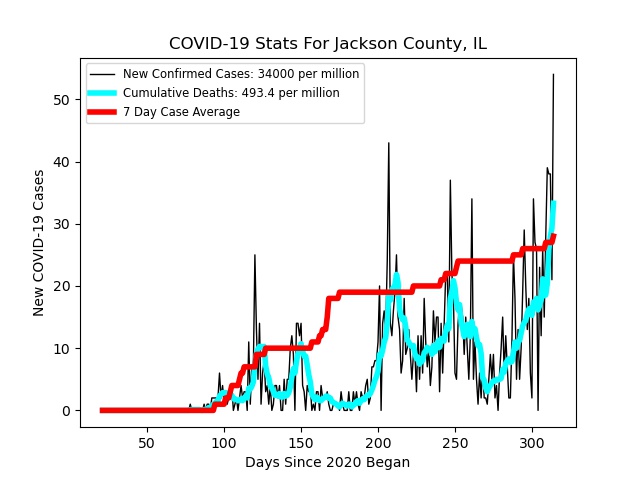 COVID-19 Stats For Jackson County, IL
New Confirmed Cases: 34000 per million
Cumulative Deaths: 493.4 per million
7 Day Case Average
New COVID-19 Cases
50
40
30
20
10
0
50 100 150 200 250 300
Days Since 2020 Began